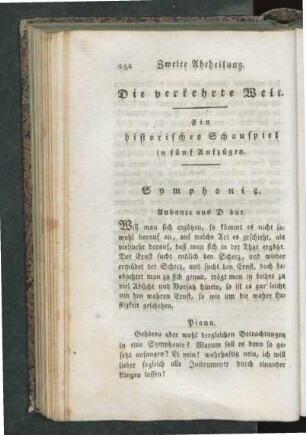 252 Zweite Abtheilung.
Die verkehrte Welt.
Ein
historisches Schauspiel
in fünf Aufzügen.
Symphonie.
Andante aus D dur.
Will man sich ergötzen, so kömmt es nicht so-
wohl darauf an, auf welche Art es geschieht, als
vielmehr darauf, daß man sich in der That ergötzt.
Der Ernst sucht endlich den Scherz, und wieder
ermüdet der Scherz, und sucht den Ernst, doch be-
obachtet man zu sich genau, trägt man in beides zu
viel Absicht und Vorsatz hinein, so ist es gar leicht
um den wahren Ernst, so wie um die wahre Lu-
stigkeit geschehen.
Piano.
Gehören aber wohl dergleichen Betrachtungen
in eine Symphonie? Warum soll es denn so ge-
setzt anfangen? Ei nein! wahrhaftig nein, ich will
lieber sogleich alle Instrumente durch einander
klingen lassen!